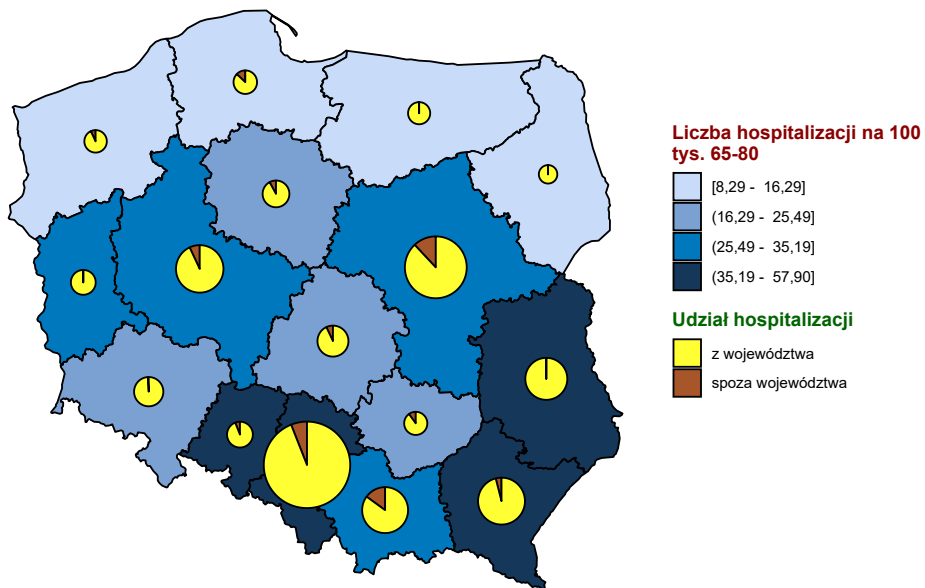 Liczba hospitalizacji na 100
tys. 65-80
[8,29 - 16,29]
(16,29 - 25,49]
(25,49 - 35,19]
(35,19 - 57,90]
Udział hospitalizacji
z województwa
spoza województwa